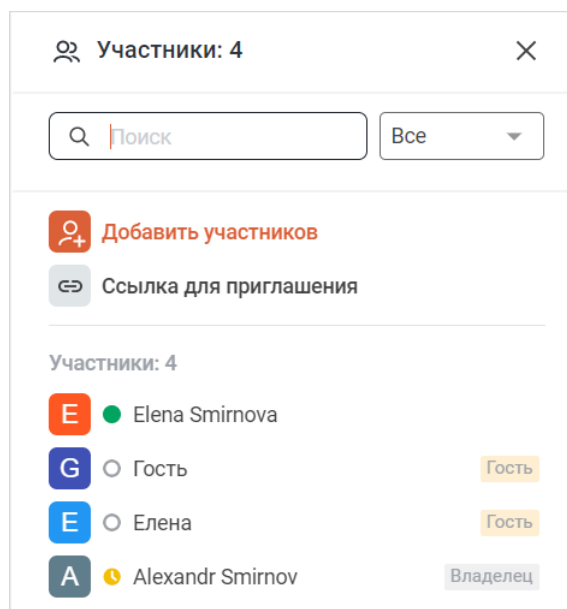 Участники: 4
Поиск
Все
Добавить участников
Ссылка для приглашения
Участники: 4
E Elena Smirnova
G Гость Гость
E Елена Гость
A Alexandr Smirnov Владелец